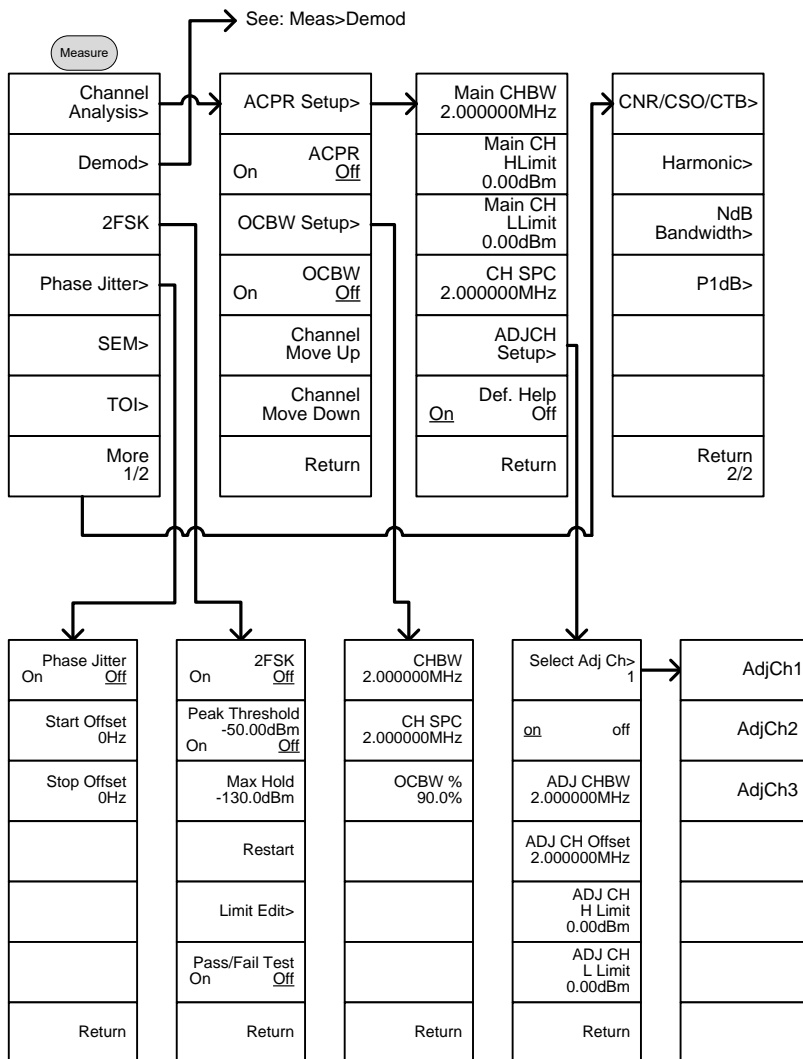 See: Meas>Demod
Measure
Channel
Analysis>
Demod>
2FSK
Phase Jitter>
SEM>
TOI>
More
1/2
ACPR Setup>
ACPR
On Off
OCBW Setup>
OCBW
On Off
Channel
Move Up
Channel
Move Down
Return
Main CHBW
2.000000MHz
Main CH
HLimit
0.00dBm
Main CH
LLimit
0.00dBm
CH SPC
2.000000MHz
ADJCH
Setup>
Def. Help
On Off
Return
CNR/CSO/CTB>
Harmonic>
NdB
Bandwidth>
P1dB>
Return
2/2
Phase Jitter
On Off
Start Offset
0Hz
Stop Offset
0Hz
Return
2FSK
On Off
Peak Threshold
-50.00dBm
On Off
Max Hold
-130.0dBm
Restart
Limit Edit>
Pass/Fail Test
On Off
Return
CHBW
2.000000MHz
CH SPC
2.000000MHz
OCBW %
90.0%
Return
Select Adj Ch>
1
on off
ADJ CHBW
2.000000MHz
ADJ CH Offset
2.000000MHz
ADJ CH
H Limit
0.00dBm
ADJ CH
L Limit
0.00dBm
Return
AdjCh1
AdjCh2
AdjCh3